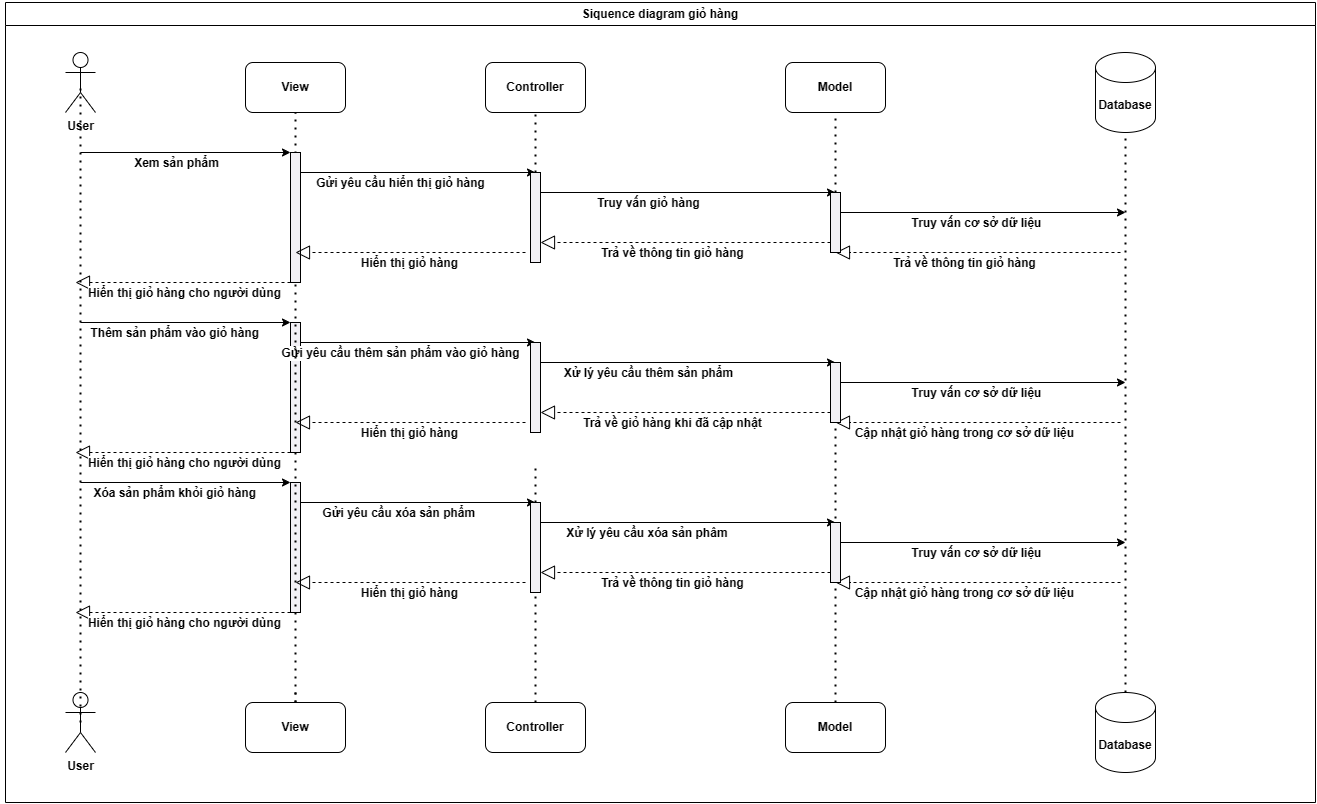 Siquence diagram giỏ hàng
User
View
Controller
Model
Database
Xem sản phẩm
Gửi yêu cầu hiển thị giỏ hàng
Truy vấn giỏ hàng
Truy vấn cơ sở dữ liệu
Trả về thông tin giỏ hàng
Trả về thông tin giỏ hàng
Hiển thị giỏ hàng
Hiển thị giỏ hàng cho người dùng
Thêm sản phẩm vào giỏ hàng
Gửi yêu cầu thêm sản phẩm vào giỏ hàng
Xử lý yêu cầu thêm sản phẩm
Truy vấn cơ sở dữ liệu
Cập nhật giỏ hàng trong cơ sở dữ liệu
Trả về giỏ hàng khi đã cập nhật
Hiển thị giỏ hàng
Hiển thị giỏ hàng cho người dùng
Xóa sản phẩm khỏi giỏ hàng
Gửi yêu cầu xóa sản phẩm
Xử lý yêu cầu xóa sản phâm
Truy vấn cơ sở dữ liệu
Cập nhật giỏ hàng trong cơ sở dữ liệu
Trả về thông tin giỏ hàng
Hiển thị giỏ hàng
Hiển thị giỏ hàng cho người dùng
User
View
Controller
Model
Database